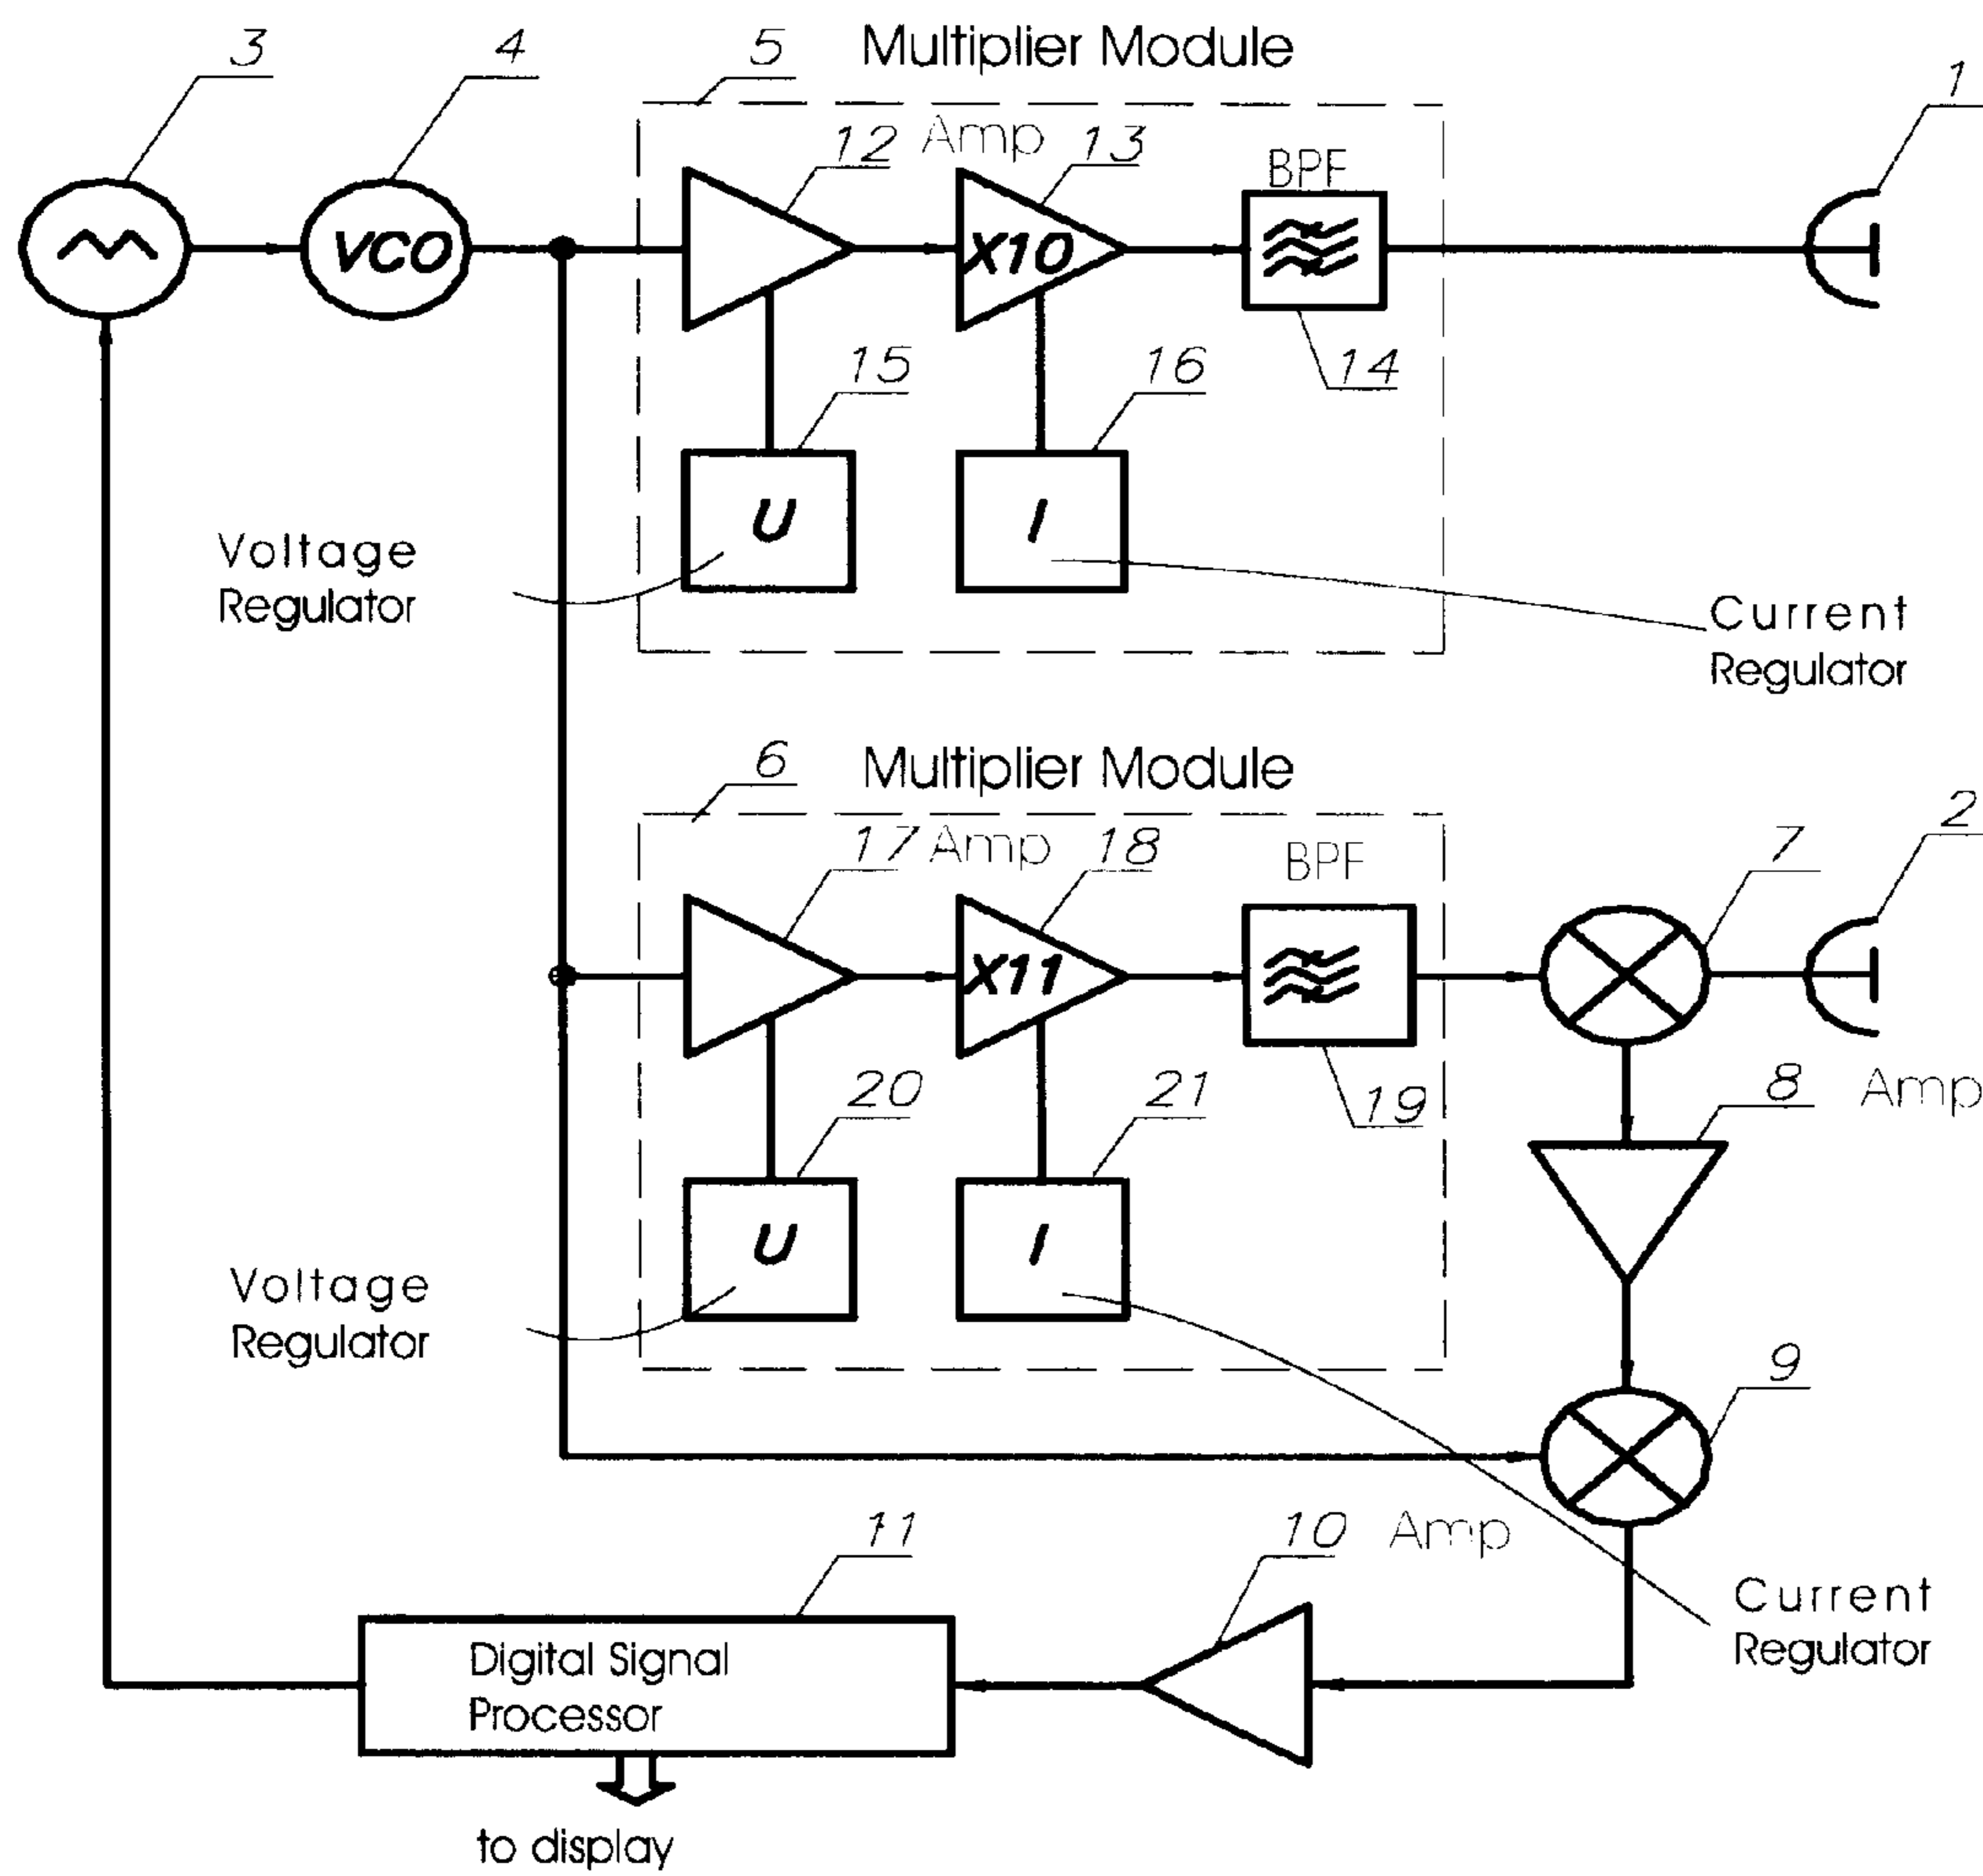 3
4
5
Multiplier Module
1
12
Amp
13
BPF
VCO
X10
14
15
16
U
I
Voltage
Regulator
Current
Regulator
6
Multiplier Module
2
17
Amp
18
BPF
7
X11
8
Amp
20
21
19
U
I
Voltage
Regulator
9
11
10
Amp
Current
Regulator
Digital Signal
Processor
to display